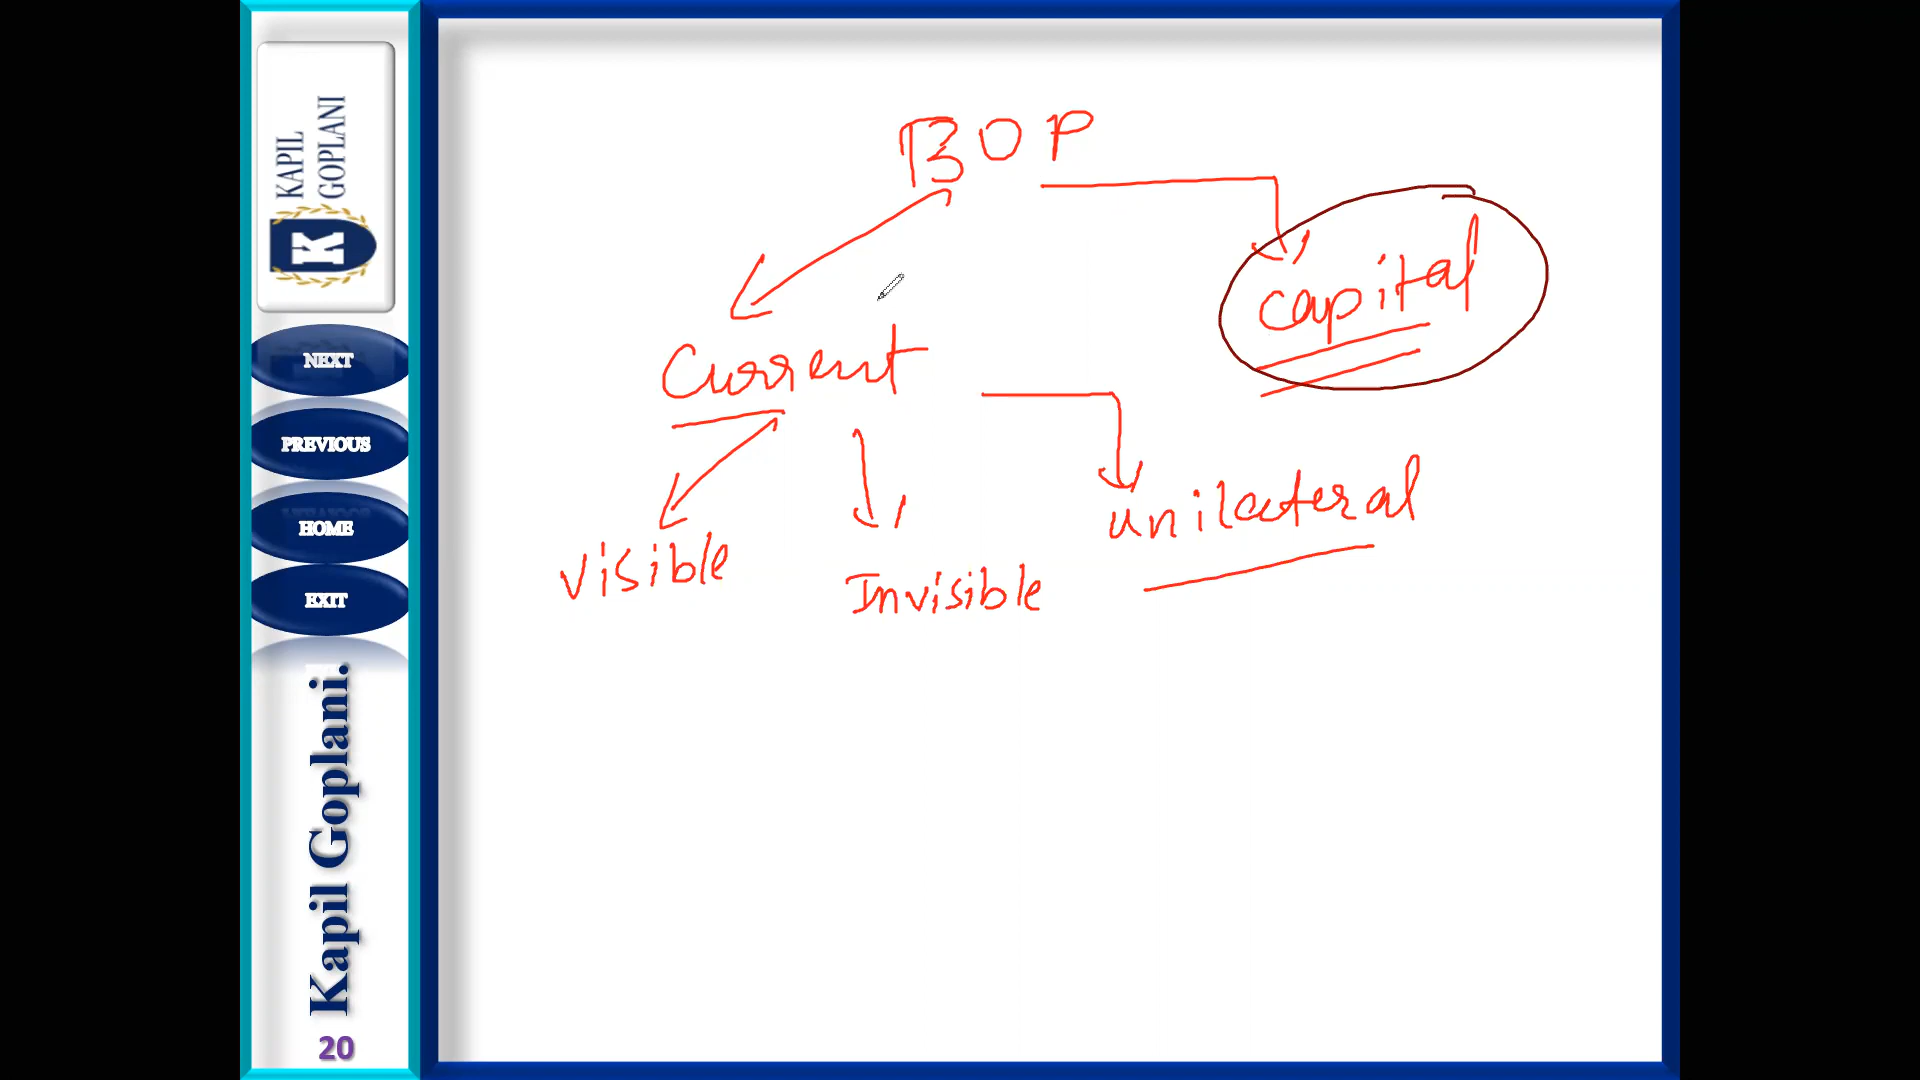 KAPIL
GOPLANI
K
NEXT
PREVIOUS
HOME
EXIT
Kapil Goplani.
20
BOP
capital
Current
unilateral
visible
Invisible